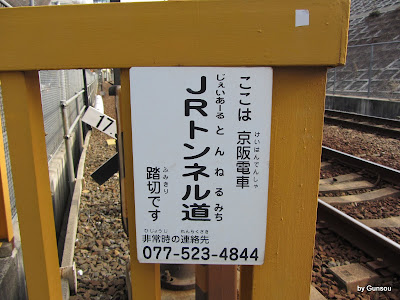 ここは 京阪電車
けいはんでんしゃ
JRトンネル道
じぇいあーる とんねるみち
踏切です
ふみきり
非常時の連絡先
ひじょうじ れんらくさき
077-523-4844
17
by Gunsou